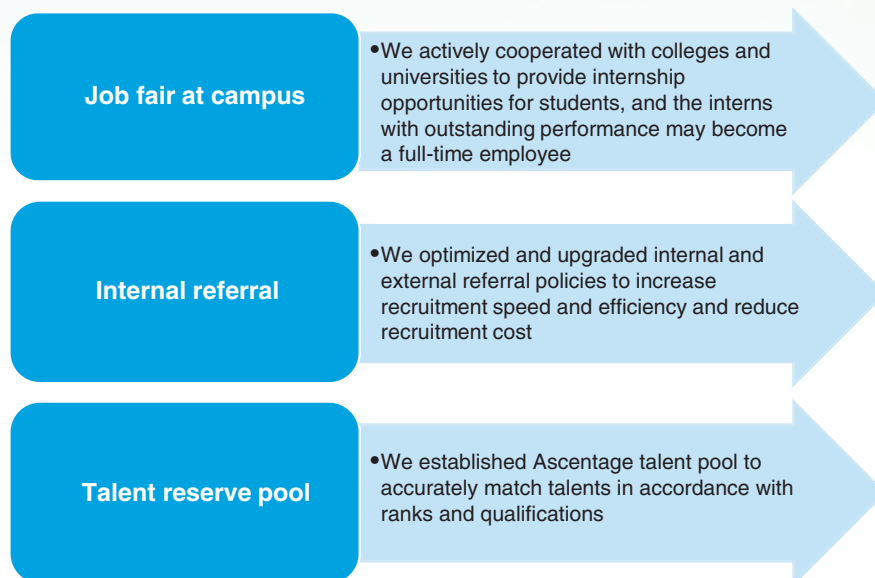 Job fair at campus
•We actively cooperated with colleges and
universities to provide internship
opportunities for students, and the interns
with outstanding performance may become
a full-time employee
Internal referral
•We optimized and upgraded internal and
external referral policies to increase
recruitment speed and efficiency and reduce
recruitment cost
Talent reserve pool
•We established Ascentage talent pool to
accurately match talents in accordance with
ranks and qualifications